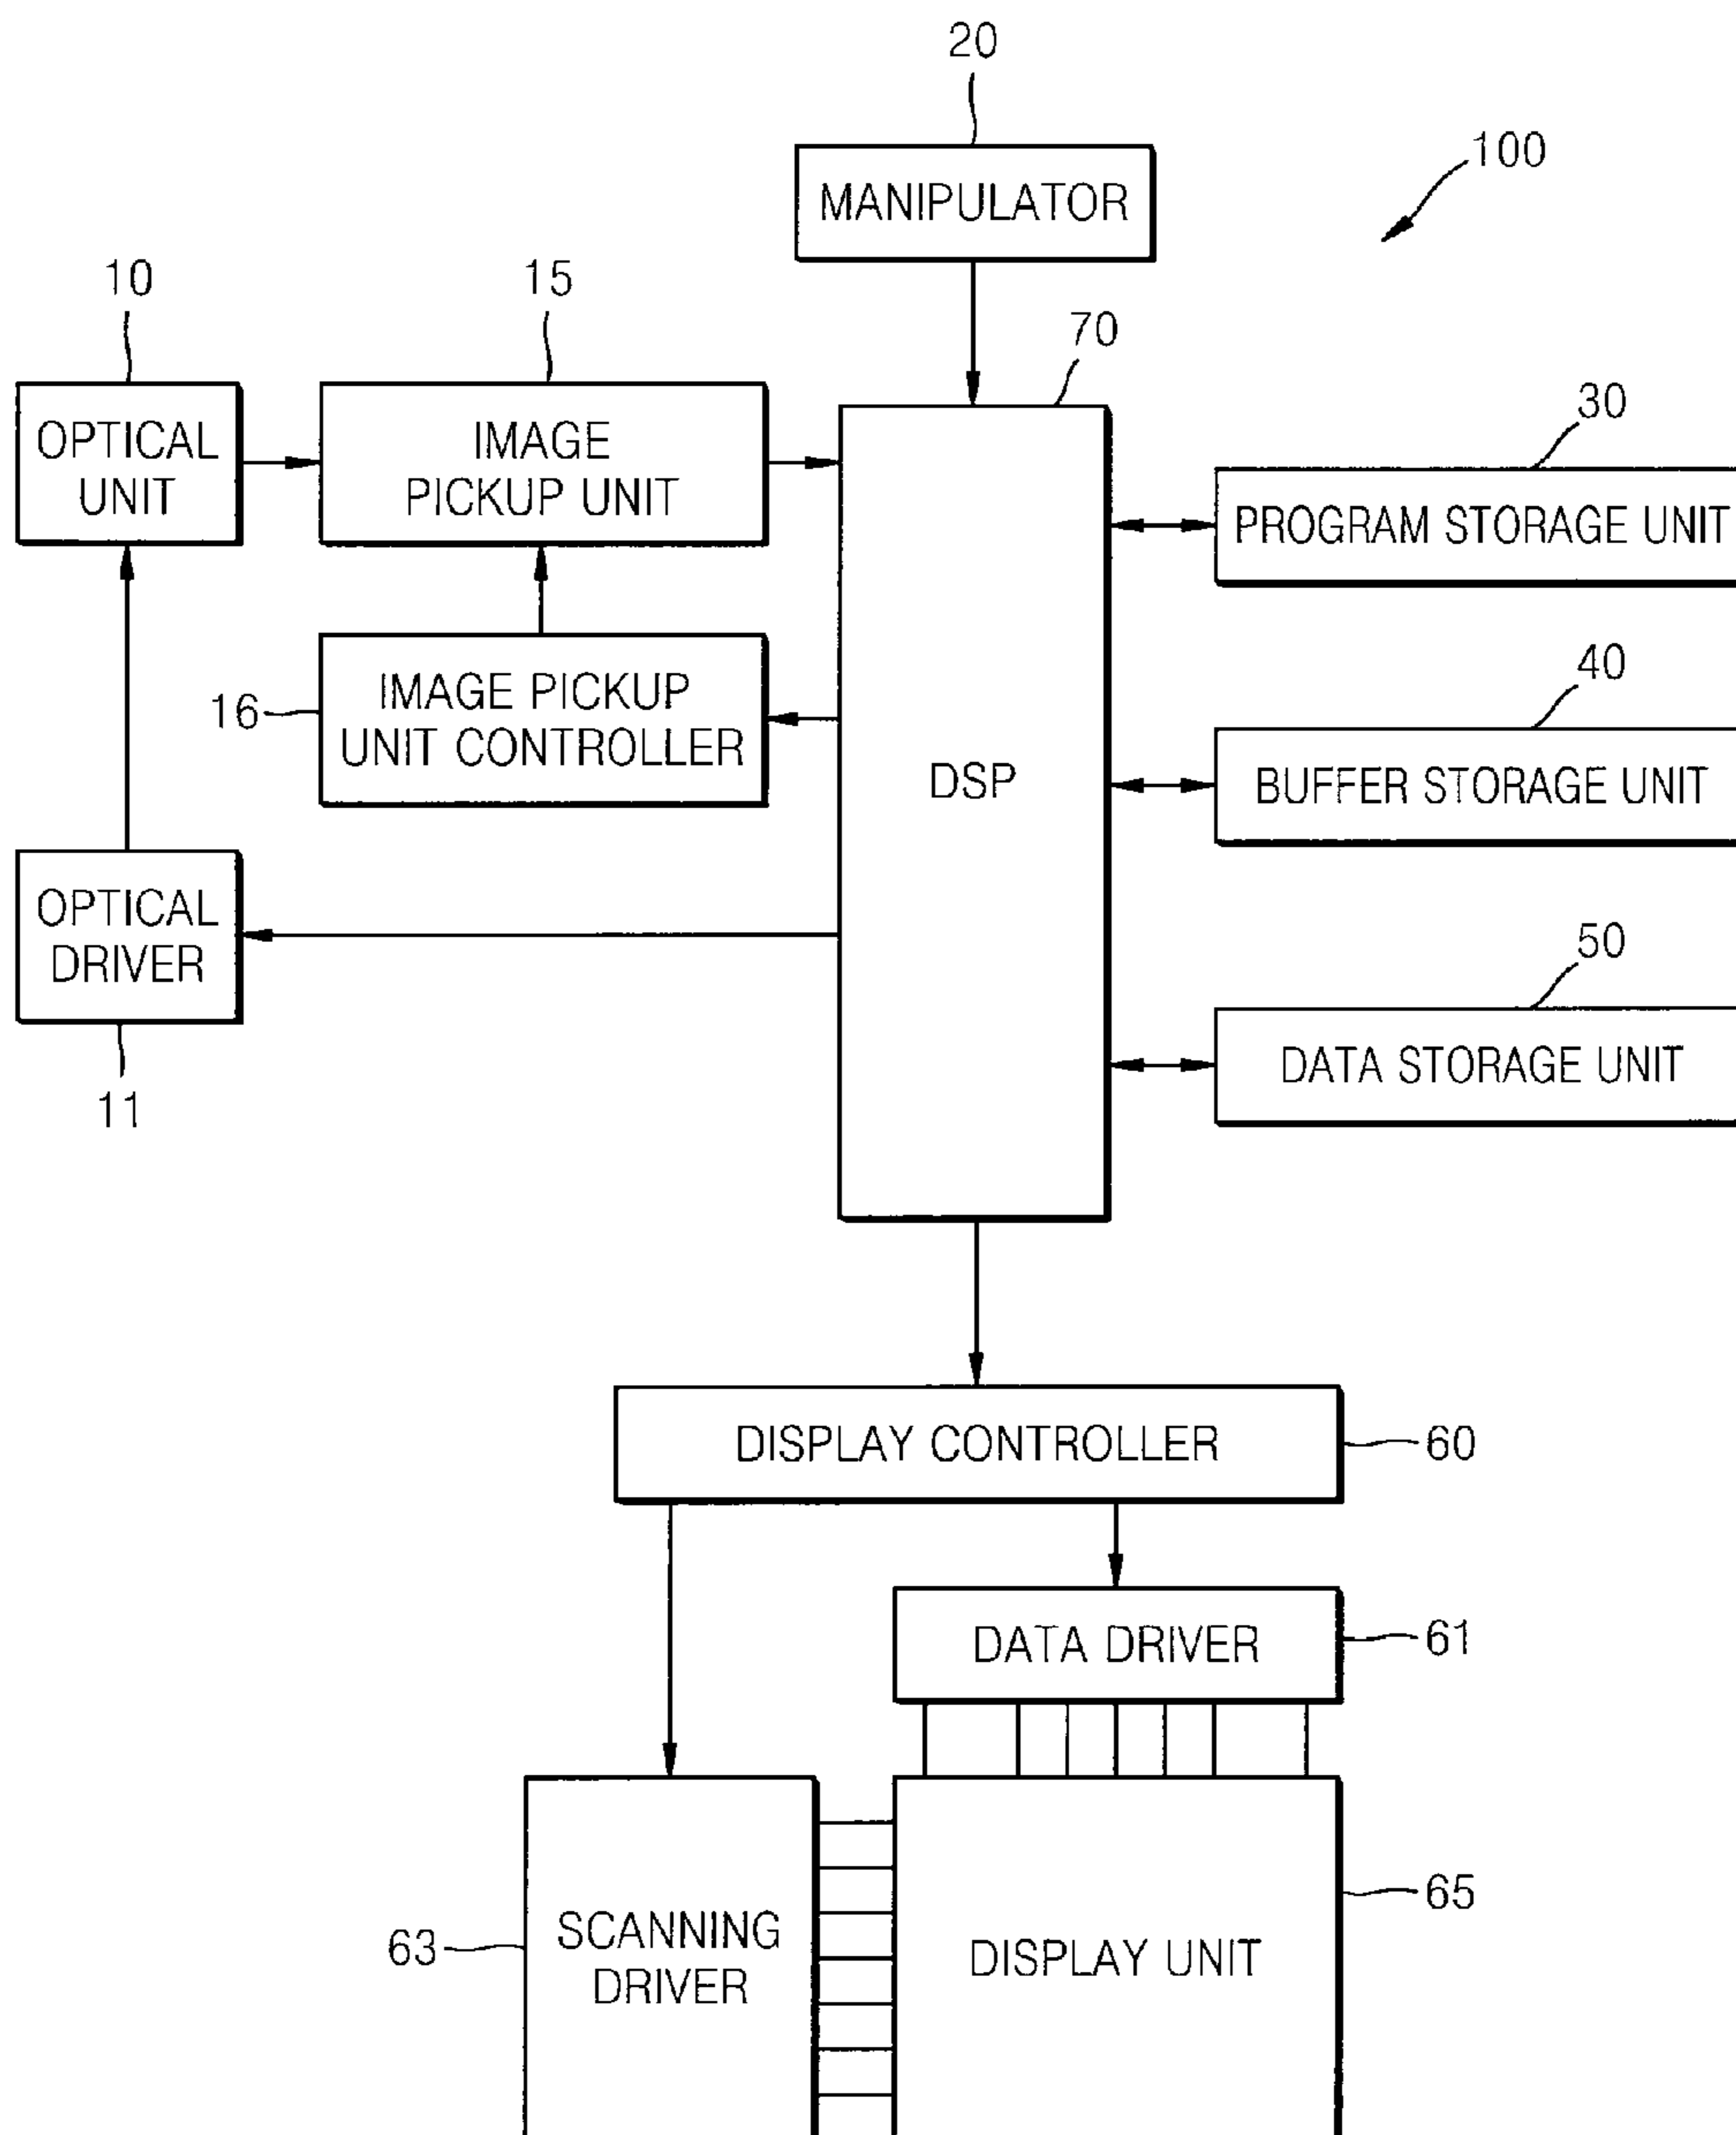 20
MANIPULATOR
100
10
15
70
30
OPTICAL
UNIT
IMAGE
PICKUP UNIT
PROGRAM STORAGE UNIT
16
IMAGE PICKUP
UNIT CONTROLLER
DSP
40
BUFFER STORAGE UNIT
OPTICAL
DRIVER
11
50
DATA STORAGE UNIT
DISPLAY CONTROLLER
60
DATA DRIVER
61
63
SCANNING
DRIVER
DISPLAY UNIT
65